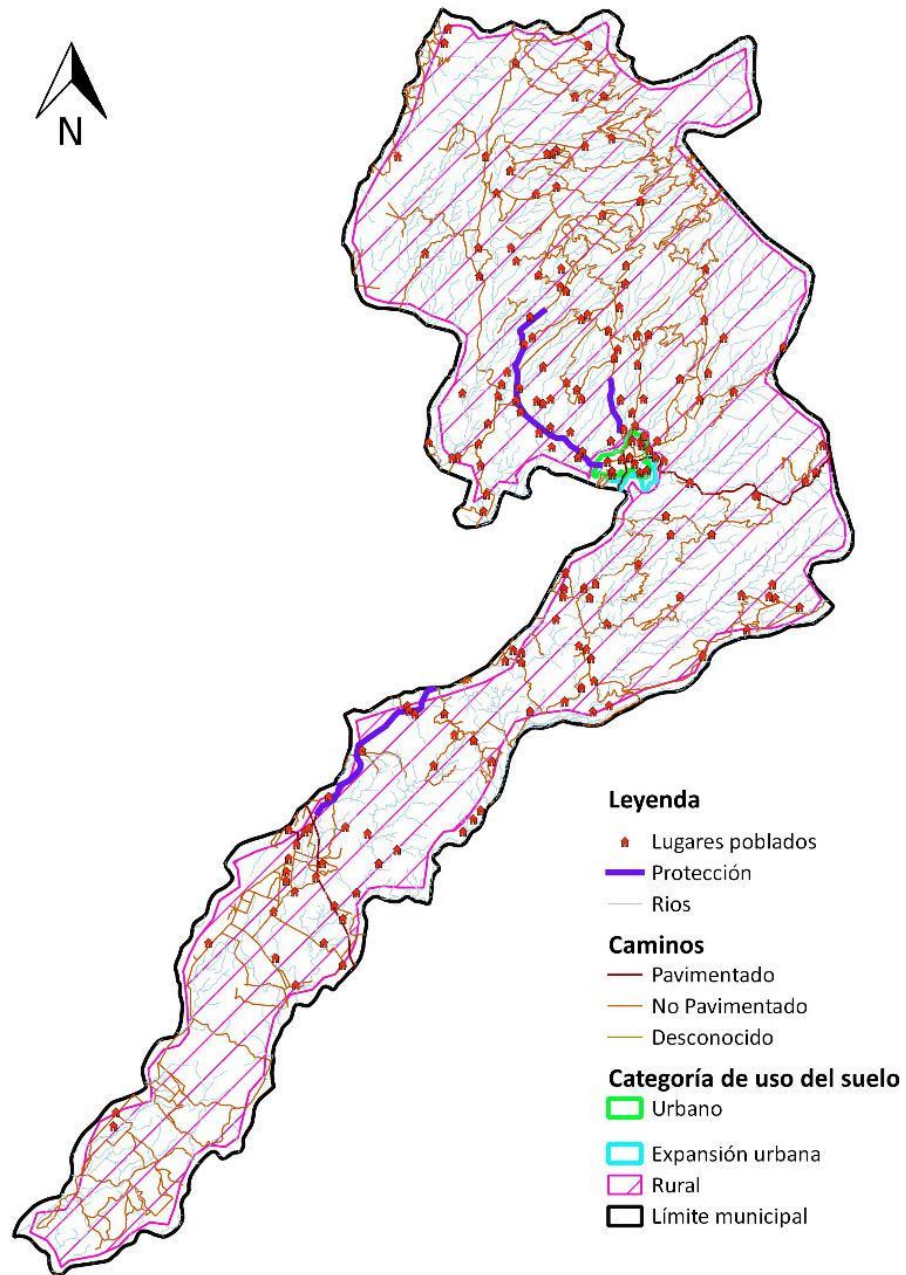 N
Leyenda
Lugares poblados
Protección
Rios
Caminos
Pavimentado
No Pavimentado
Desconocido
Categoría de uso del suelo
Urbano
Expansión urbana
Rural
Límite municipal